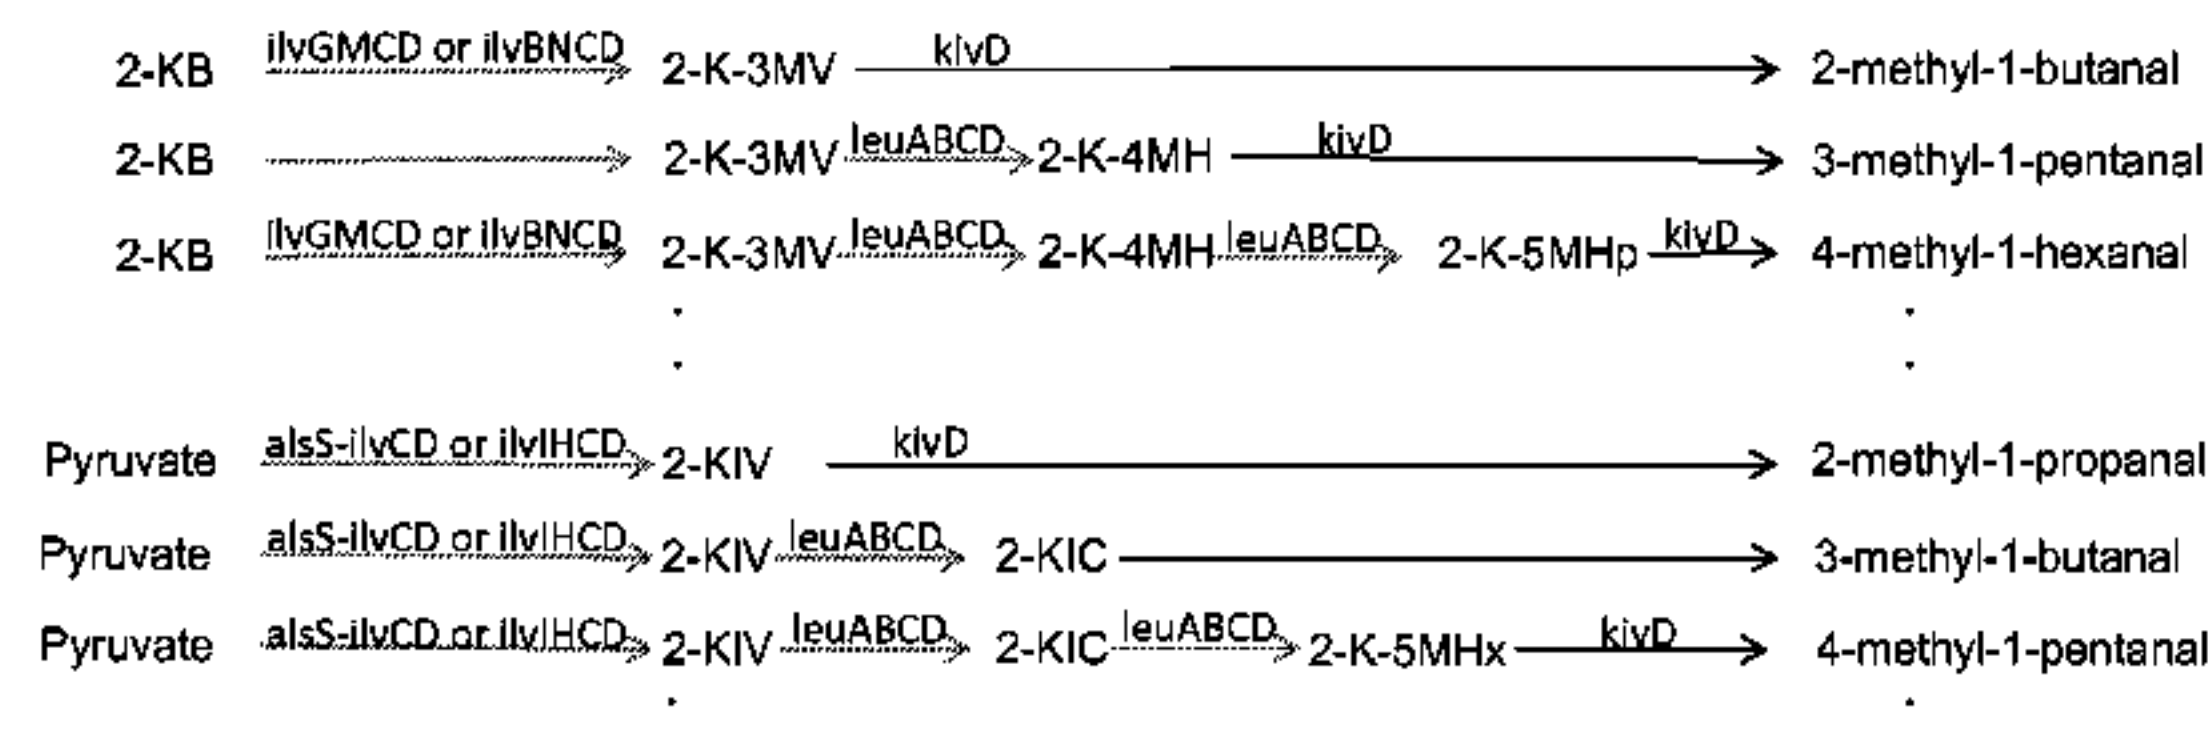 2-KB ilvGMCD or ilvBNCD 2-K-3MV kivD 2-methyl-1-butanal
2-KB 2-K-3MV leuABCD 2-K-4MH kivD 3-methyl-1-pentanal
2-KB ilvGMCD or ilvBNCD 2-K-3MV leuABCD 2-K-4MH leuABCD 2-K-5MHp kivD 4-methyl-1-hexanal
Pyruvate alsS-ilvCD or ilvIHCD 2-KIV kivD 2-methyl-1-propanal
Pyruvate alsS-ilvCD or ilvIHCD 2-KIV leuABCD 2-KIC 3-methyl-1-butanal
Pyruvate alsS-ilvCD or ilvIHCD 2-KIV leuABCD 2-KIC leuABCD 2-K-5MHx kivD 4-methyl-1-pentanal